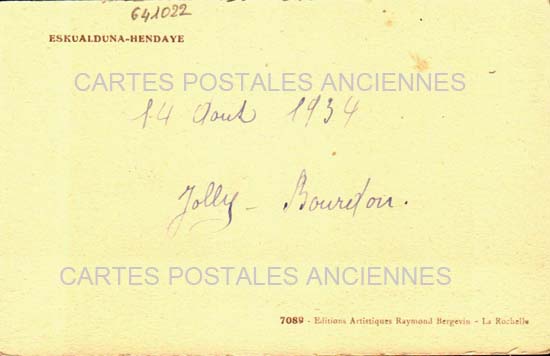 641022
ESKUALDUNA-HENDAYE
CARTES POSTALES ANCIENNES
14 Aout 1934
Jolly - Bourdon.
CARTES POSTALES ANCIENNES
7089 - Editions Artistiques Raymond Bergevin - La Rochelle